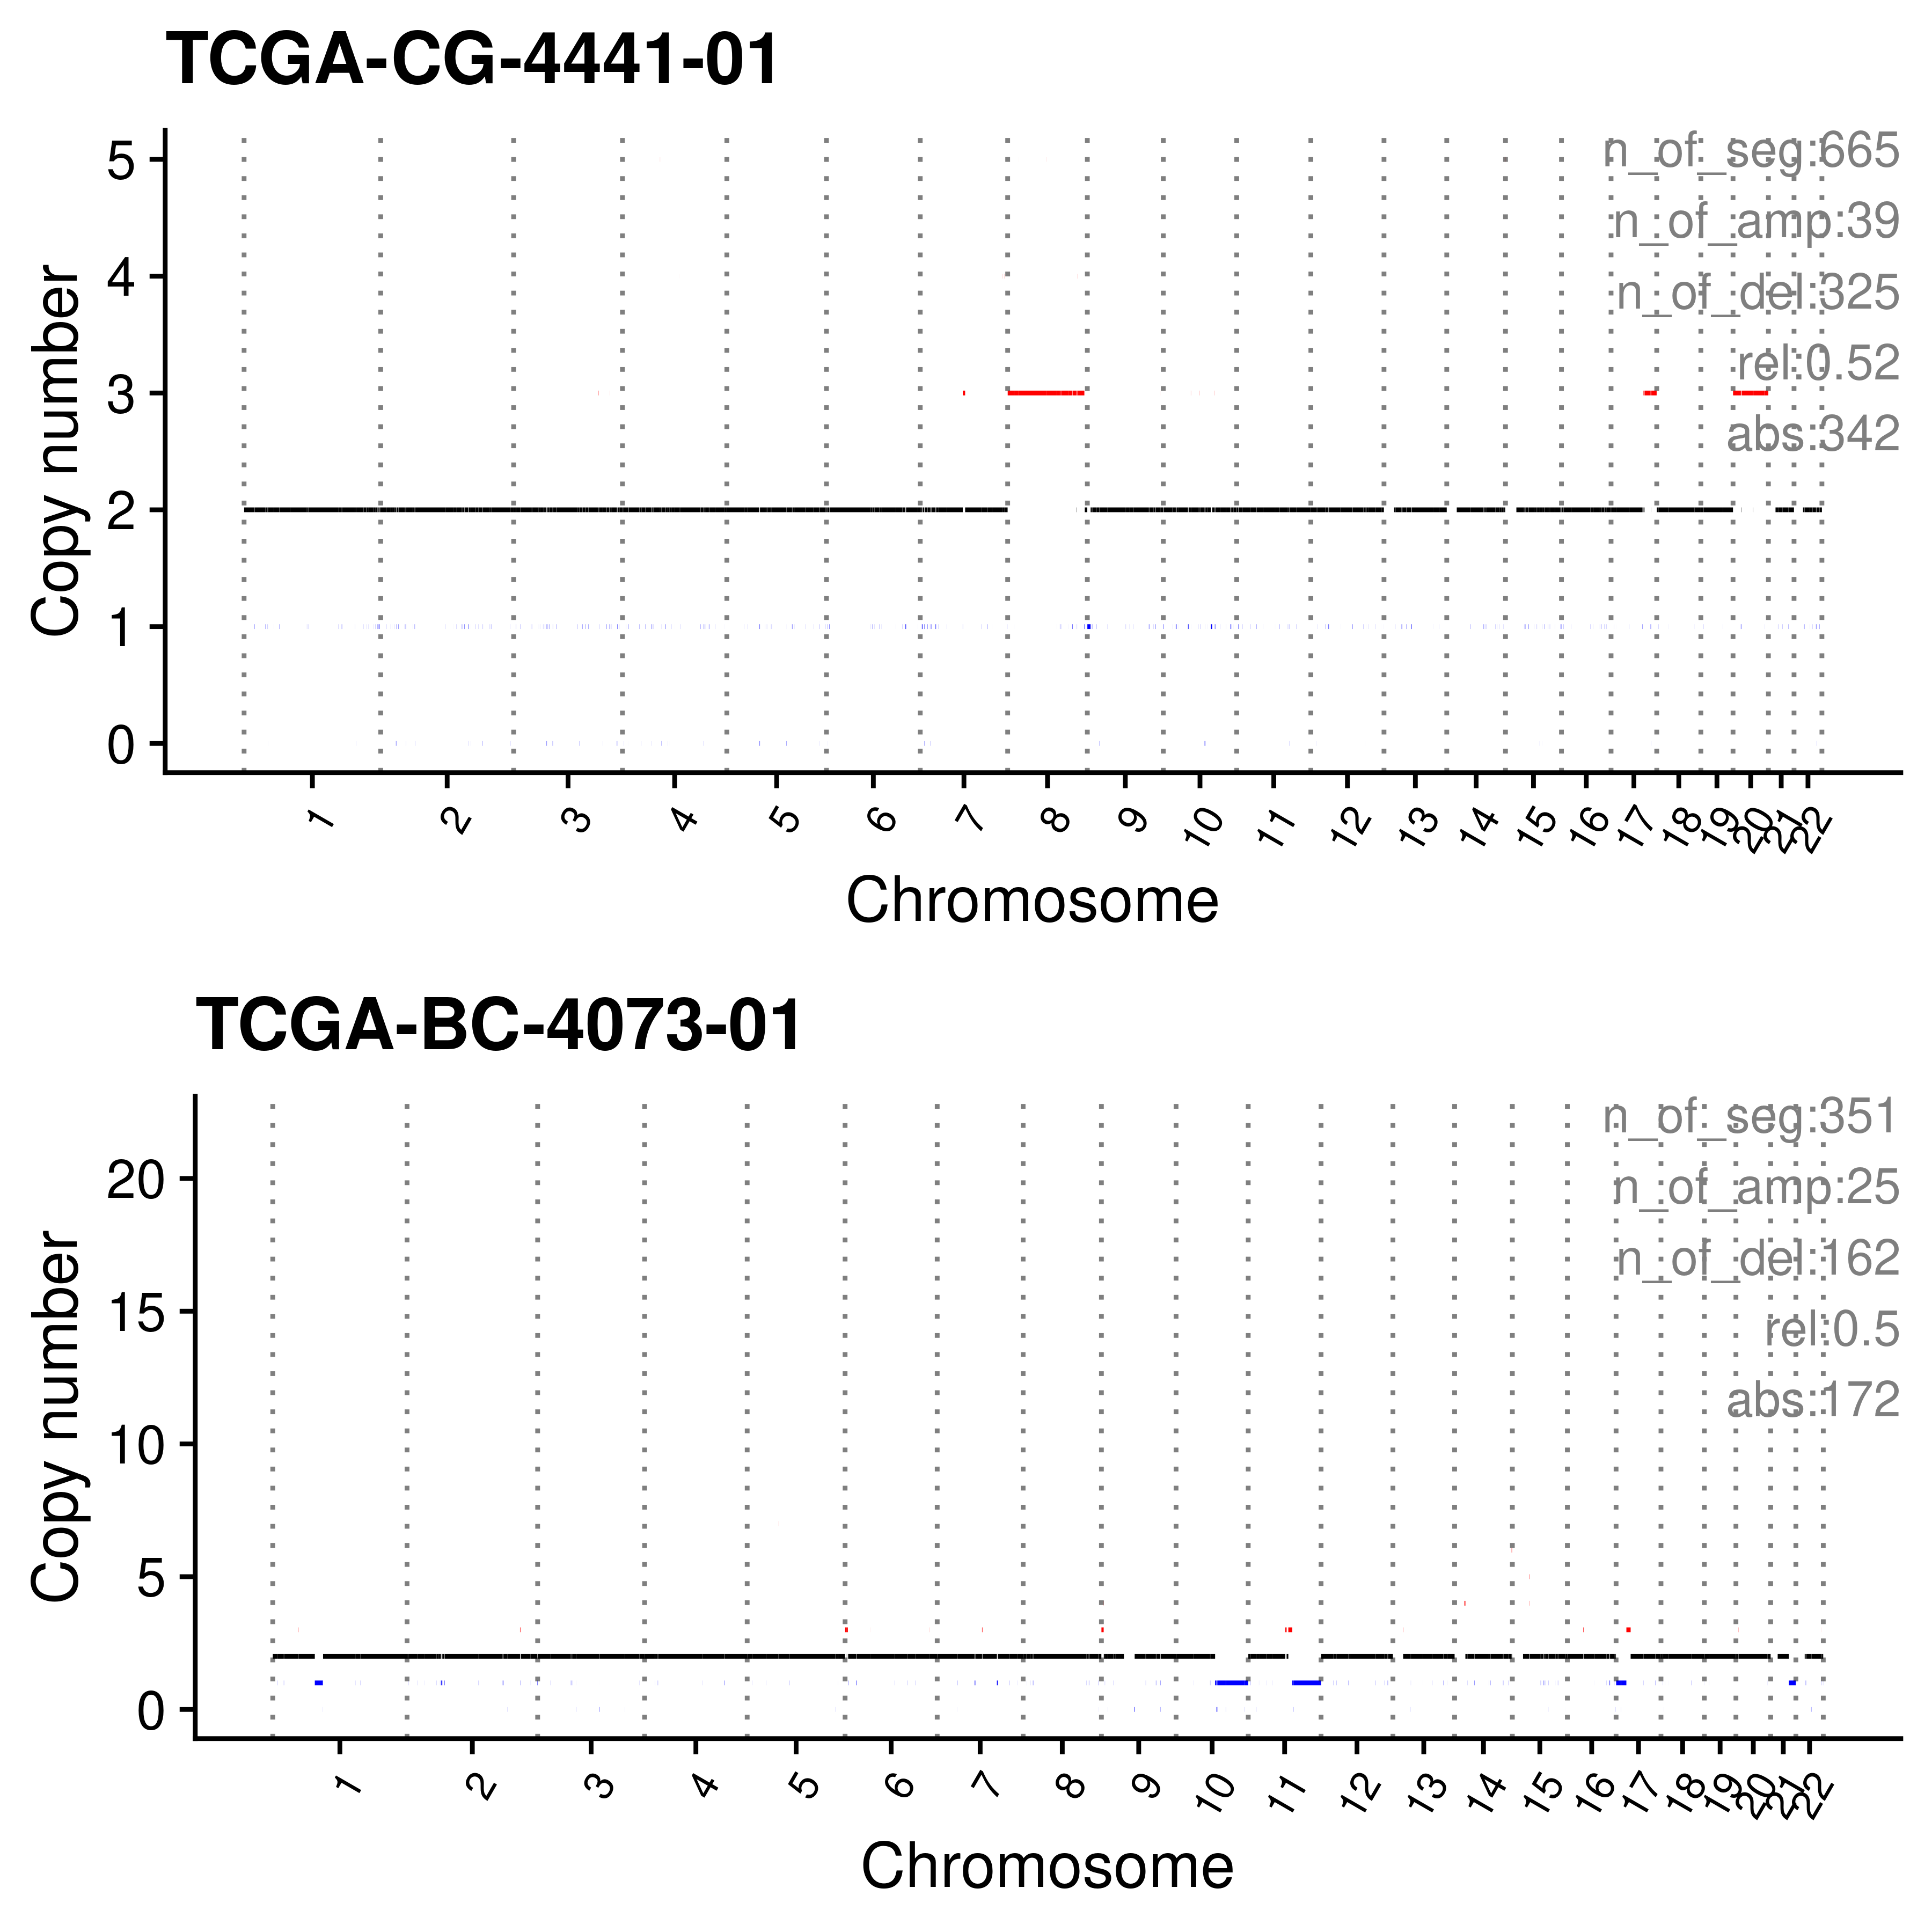 TCGA-CG-4441-01
n_of_seg:665
5
n_of_amp:39
4
n_of_del:325
rel:0.52
3
abs:342
2
1
0
Copy number
1 2 3 4 5 6 7 8 9 10 11 12 13 14 15 16 17 18 19 20 21 22
Chromosome
TCGA-BC-4073-01
n_of_seg:351
20
n_of_amp:25
n_of_del:162
15
rel:0.5
abs:172
10
5
0
Copy number
1 2 3 4 5 6 7 8 9 10 11 12 13 14 15 16 17 18 19 20 21 22
Chromosome